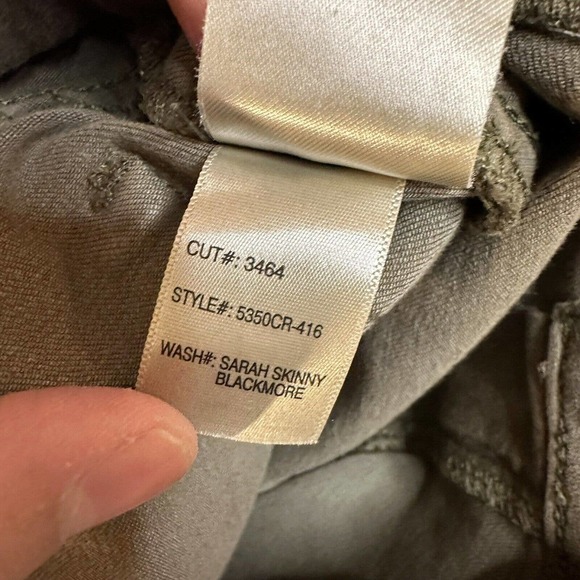 CUT#: 3464
STYLE#: 5350CR-416
WASH#: SARAH SKINNY
BLACKMORE